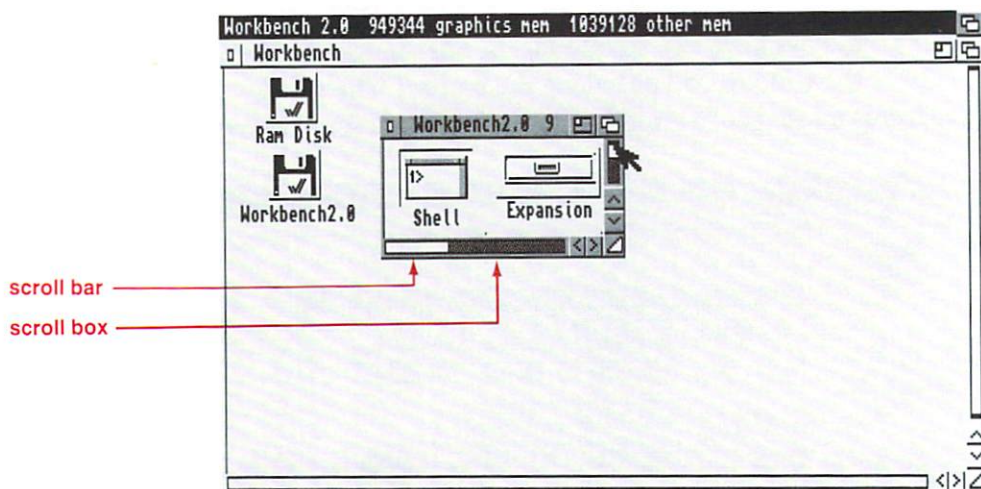 Workbench 2.0 949344 graphics mem 1039128 other mem
Workbench
Ram Disk
Workbench2.0
Workbench2.0 9
1>
Shell
Expansion
scroll bar
scroll box